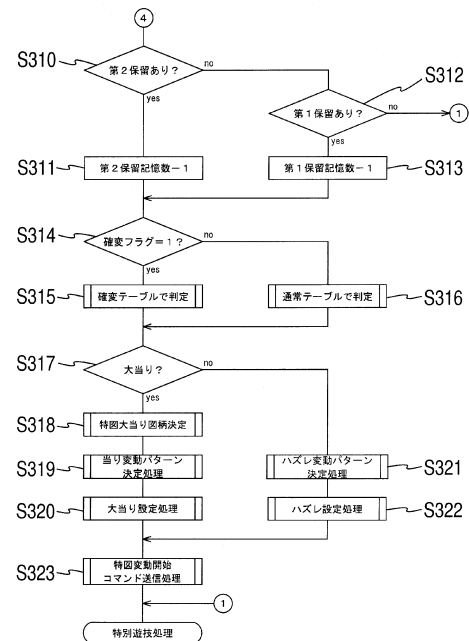 4
S310
第2保留あり?
no
yes
S312
第1保留あり?
no
1
yes
S311
第2保留記憶数-1
第1保留記憶数-1
S313
S314
確変フラグ=1?
no
yes
S315
確変テーブルで判定
通常テーブルで判定
S316
S317
大当り?
no
yes
S318
特図大当り図柄決定
S319
当り変動パターン
決定処理
ハズレ変動パターン
決定処理
S321
S320
大当り設定処理
ハズレ設定処理
S322
S323
特図変動開始
コマンド送信処理
1
特別遊技処理